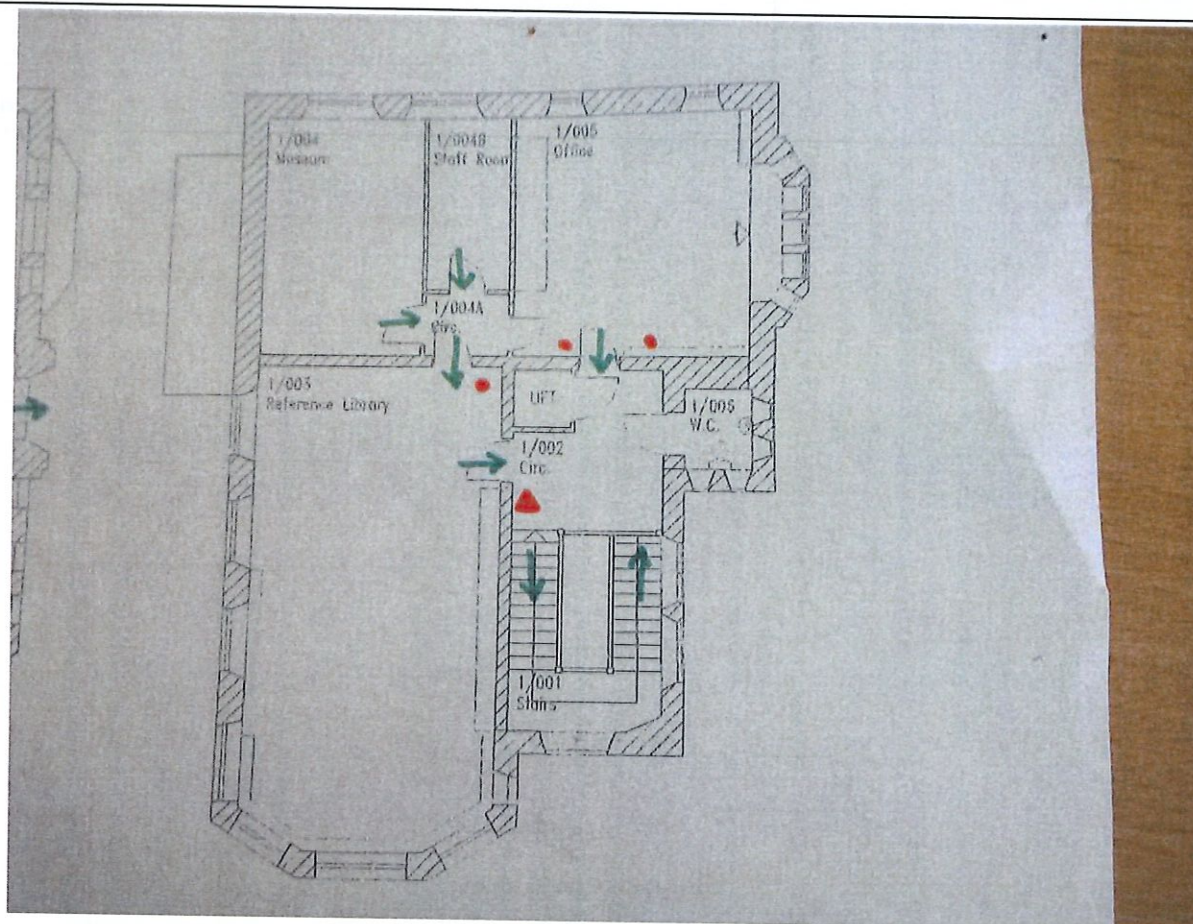 1/004
Museum
1/004B
Staff Room
1/005
Office
1/004A
Circ.
1/003
Reference Library
LIFT
1/006
W.C.
1/002
Circ.
1/001
Stairs